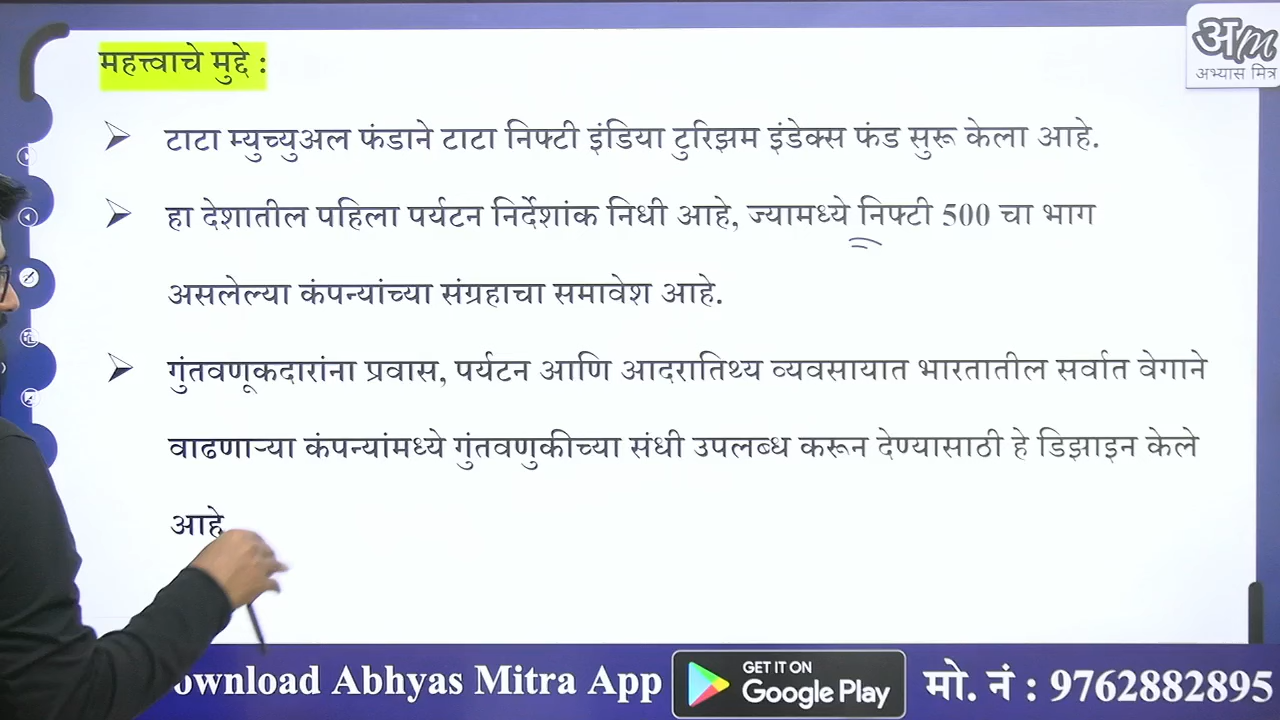 महत्त्वाचे मुद्दे :
अm
अभ्यास मित्र
➢ टाटा म्युच्युअल फंडाने टाटा निफ्टी इंडिया टुरिझम इंडेक्स फंड सुरू केला आहे.
➢ हा देशातील पहिला पर्यटन निर्देशांक निधी आहे, ज्यामध्ये निफ्टी 500 चा भाग
असलेल्या कंपन्यांच्या संग्रहाचा समावेश आहे.
➢ गुंतवणूकदारांना प्रवास, पर्यटन आणि आदरातिथ्य व्यवसायात भारतातील सर्वात वेगाने
वाढणाऱ्या कंपन्यांमध्ये गुंतवणुकीच्या संधी उपलब्ध करून देण्यासाठी हे डिझाइन केले
आहे
ownload Abhyas Mitra App
GET IT ON
Google Play
मो. नं : 9762882895